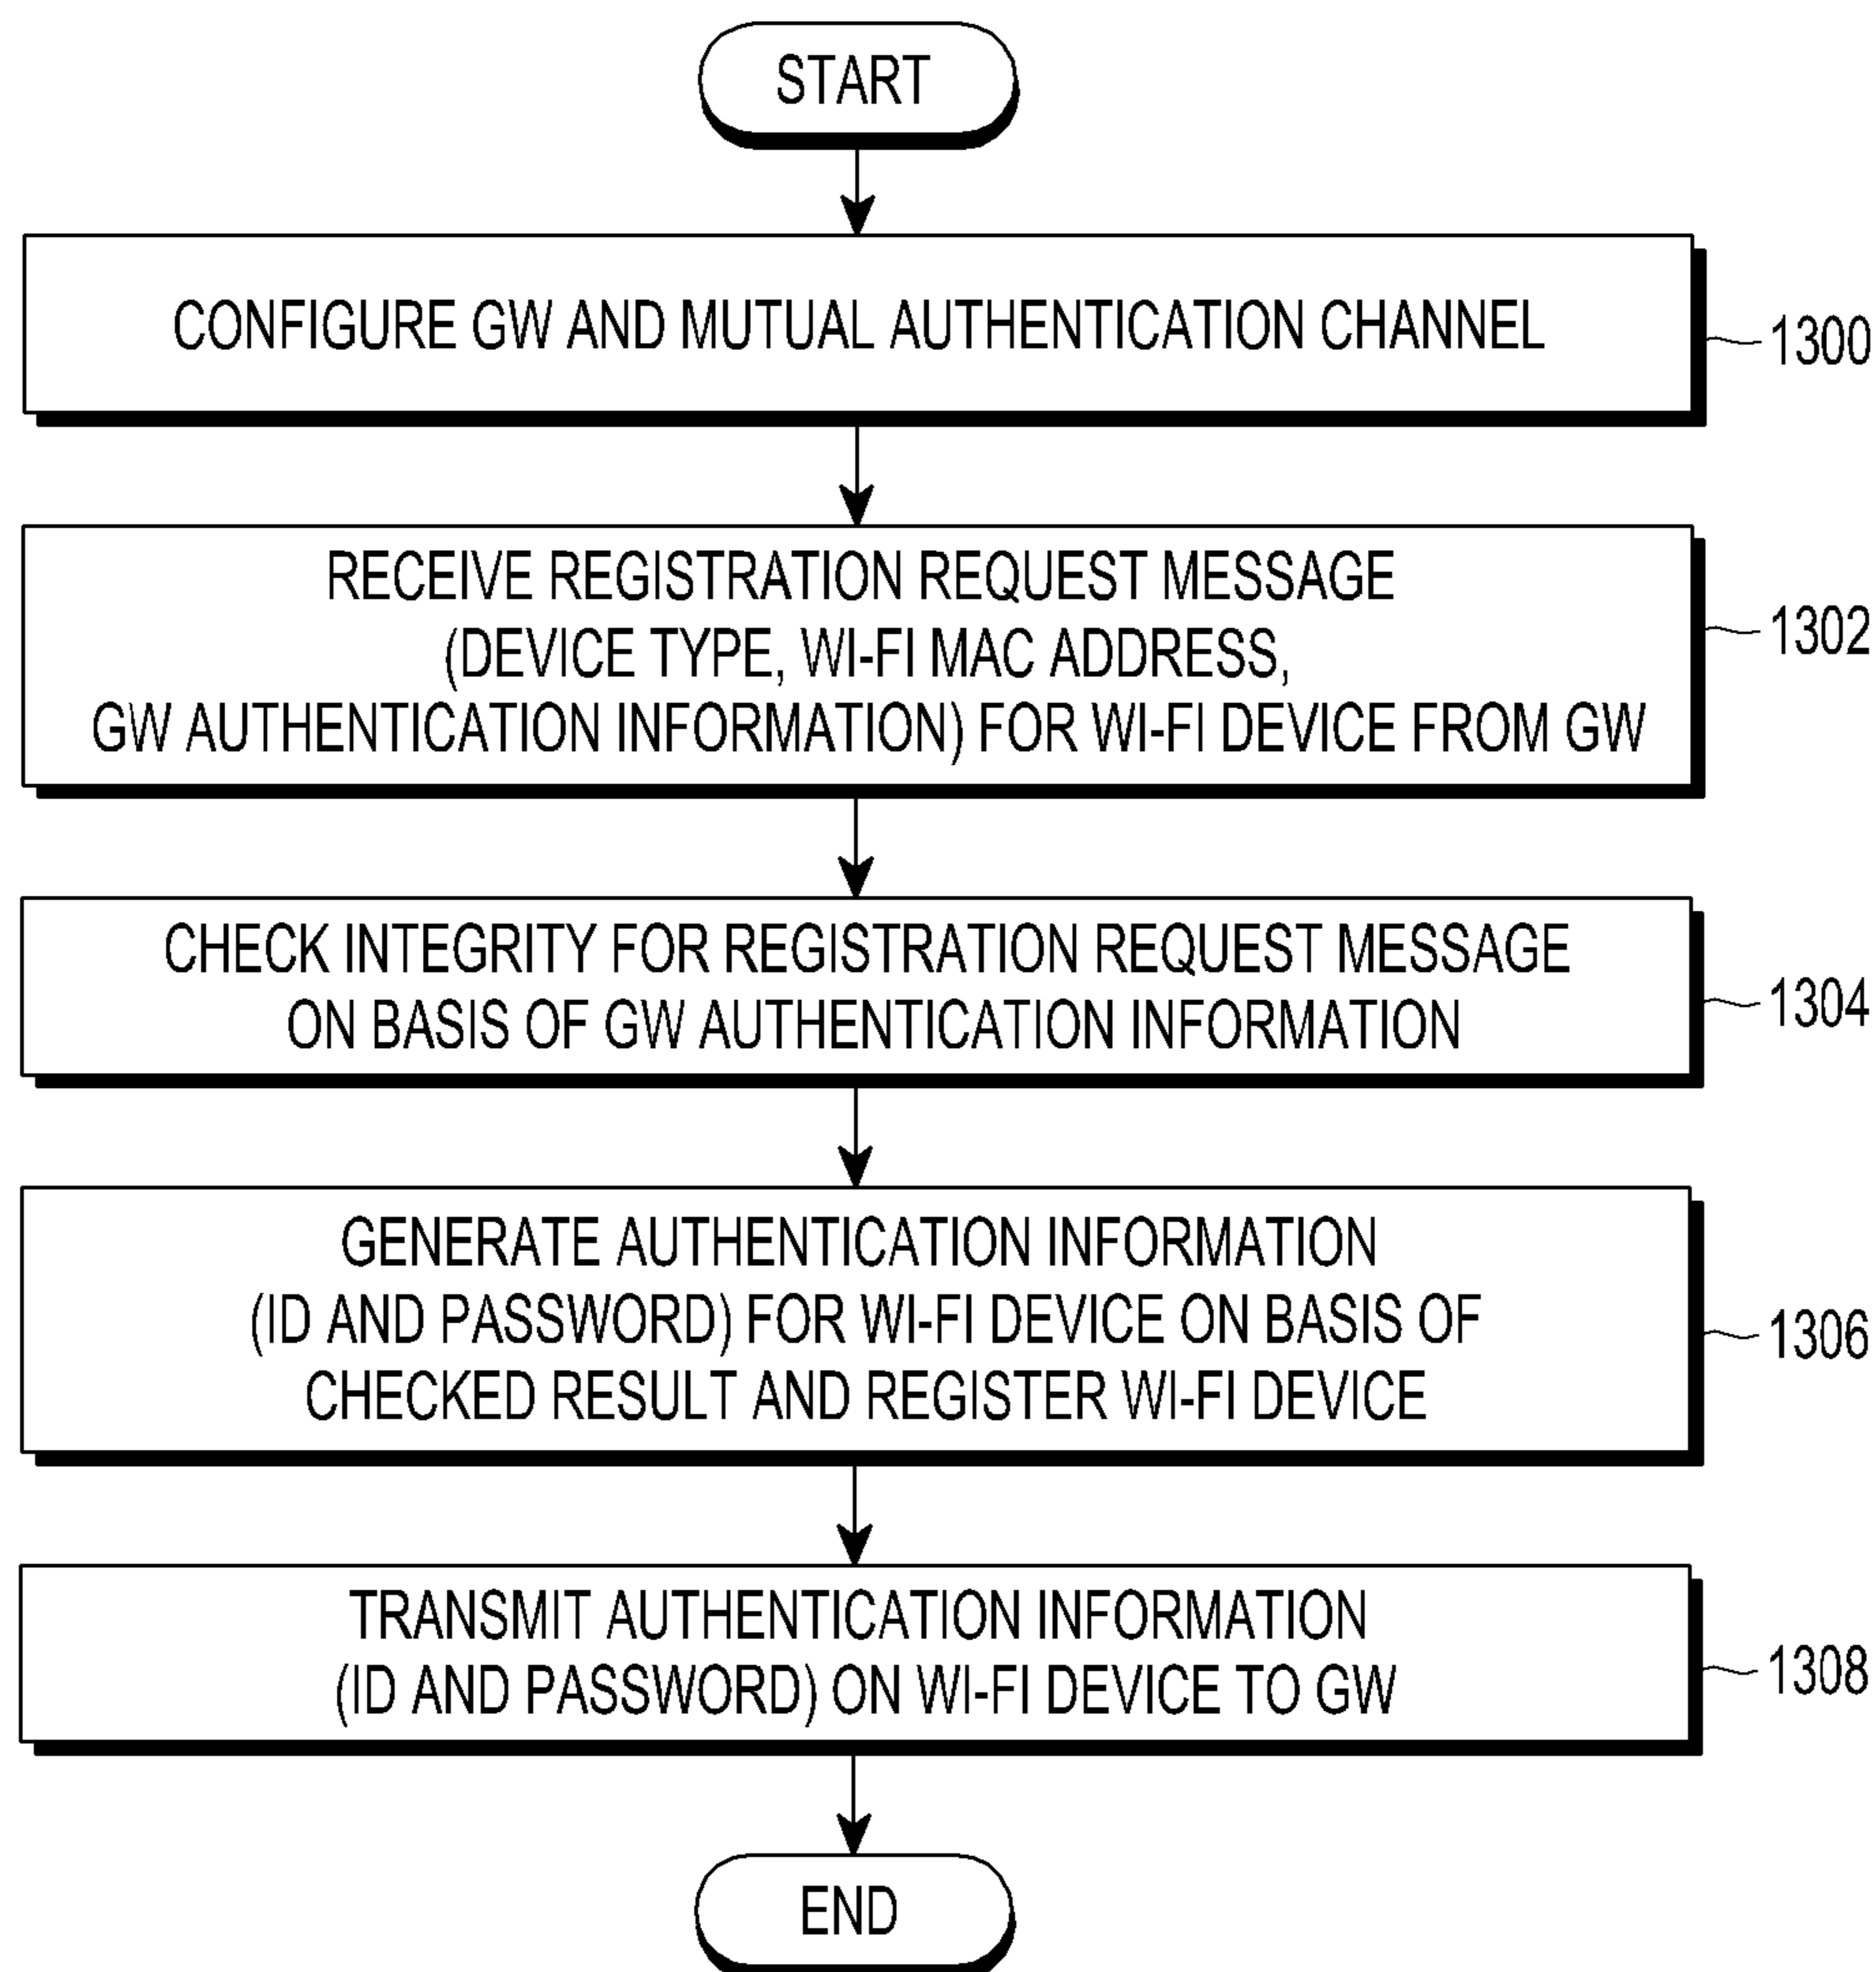 START
CONFIGURE GW AND MUTUAL AUTHENTICATION CHANNEL
1300
RECEIVE REGISTRATION REQUEST MESSAGE
(DEVICE TYPE, WI-FI MAC ADDRESS,
GW AUTHENTICATION INFORMATION) FOR WI-FI DEVICE FROM GW
1302
CHECK INTEGRITY FOR REGISTRATION REQUEST MESSAGE
ON BASIS OF GW AUTHENTICATION INFORMATION
1304
GENERATE AUTHENTICATION INFORMATION
(ID AND PASSWORD) FOR WI-FI DEVICE ON BASIS OF
CHECKED RESULT AND REGISTER WI-FI DEVICE
1306
TRANSMIT AUTHENTICATION INFORMATION
(ID AND PASSWORD) ON WI-FI DEVICE TO GW
1308
END